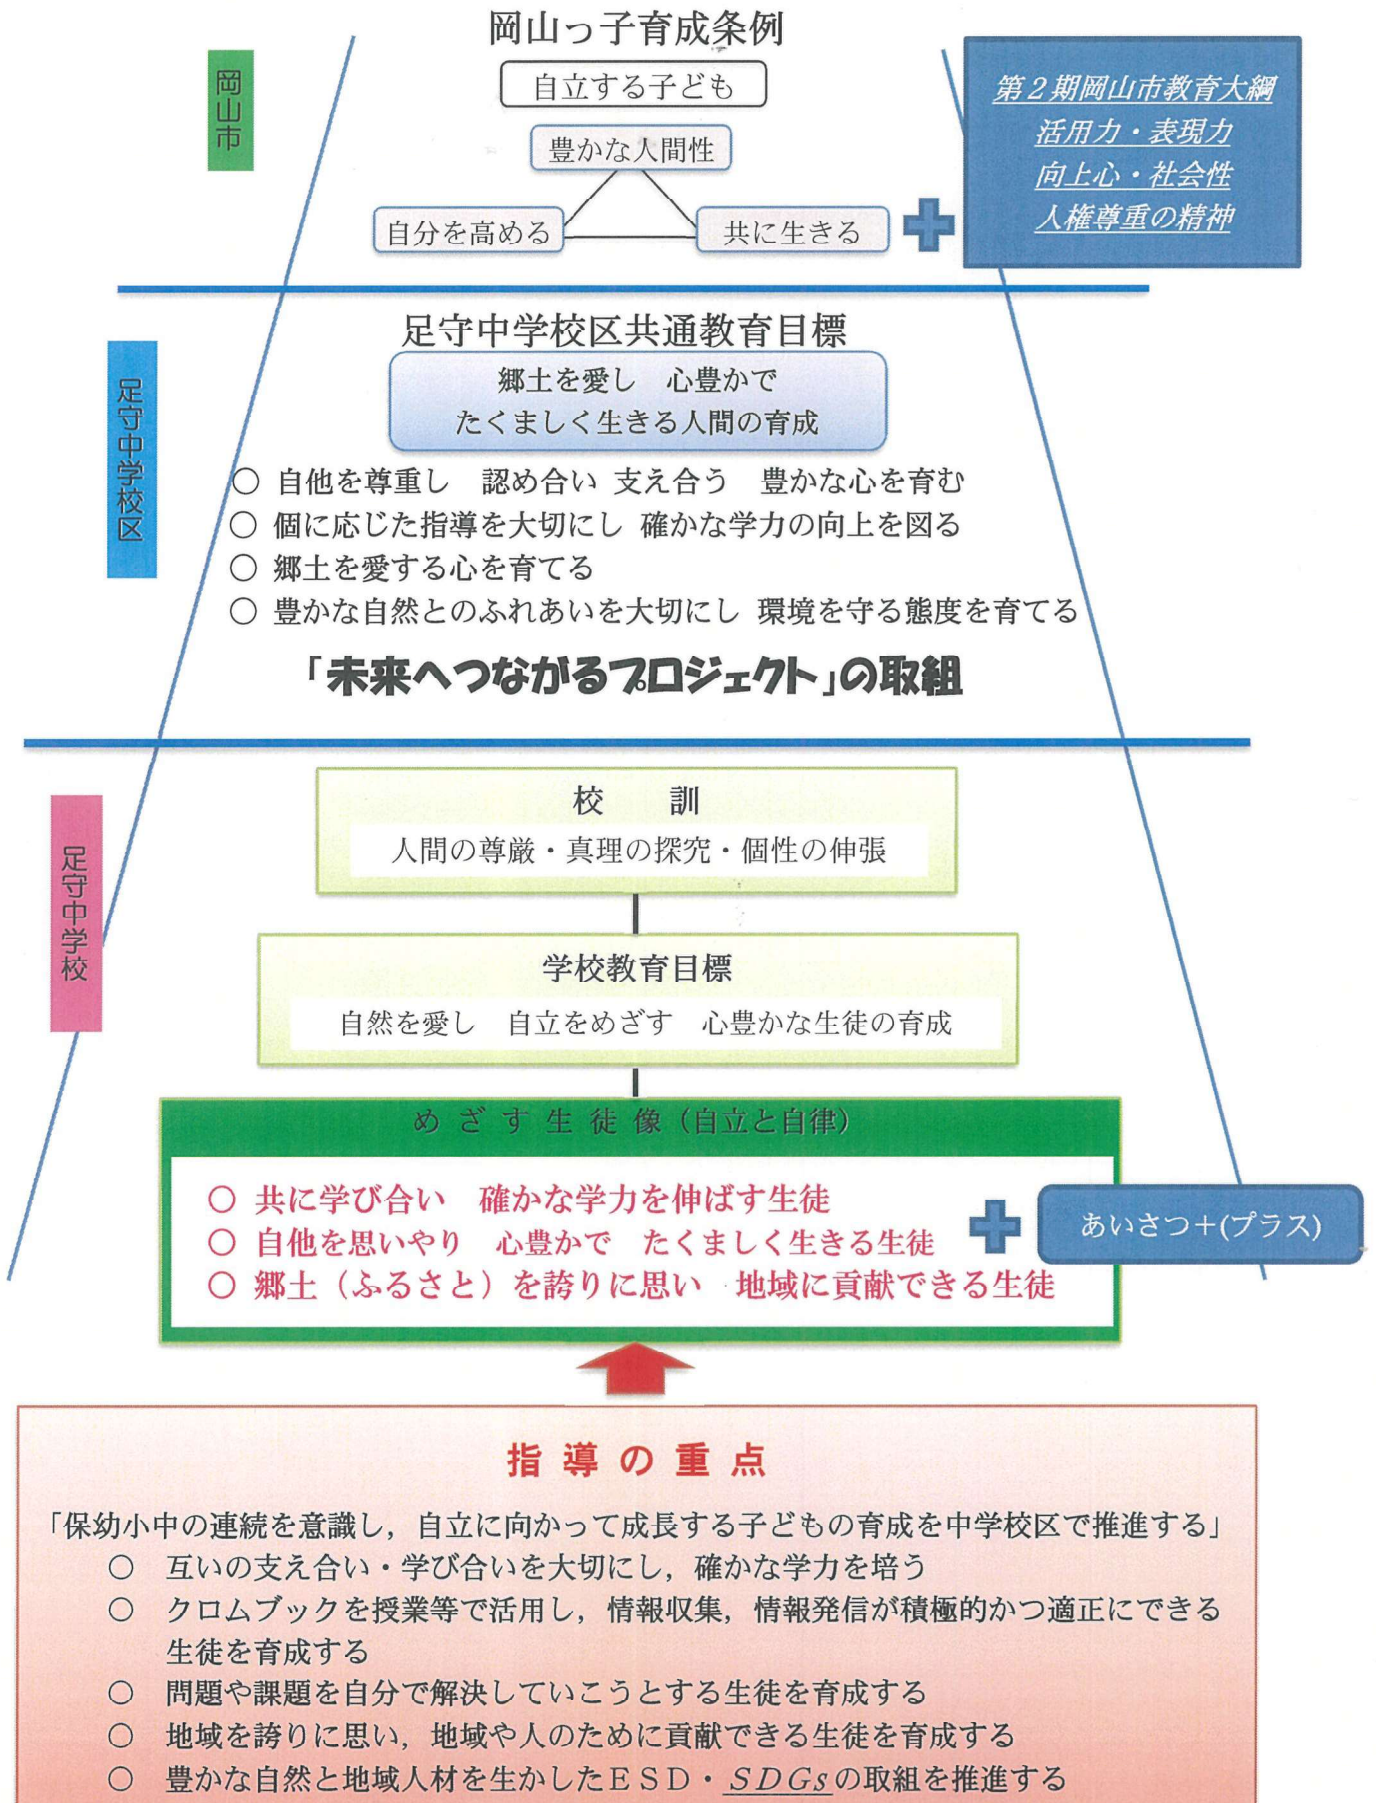 岡山っ子育成条例
岡山市
自立する子ども
豊かな人間性
自分を高める
共に生きる
第2期岡山市教育大綱
活用力・表現力
向上心・社会性
人権尊重の精神
足守中学校区共通教育目標
足守中学校区
郷土を愛し　心豊かで
たくましく生きる人間の育成
○ 自他を尊重し　認め合い 支え合う　豊かな心を育む
○ 個に応じた指導を大切にし 確かな学力の向上を図る
○ 郷土を愛する心を育てる
○ 豊かな自然とのふれあいを大切にし 環境を守る態度を育てる
「未来へつながるプロジェクト」の取組
足守中学校
校　　訓
人間の尊厳・真理の探究・個性の伸張
学校教育目標
自然を愛し　自立をめざす　心豊かな生徒の育成
めざす生徒像（自立と自律）
○ 共に学び合い　確かな学力を伸ばす生徒
○ 自他を思いやり　心豊かで　たくましく生きる生徒
○ 郷土（ふるさと）を誇りに思い　地域に貢献できる生徒
あいさつ＋(プラス)
指導の重点
「保幼小中の連続を意識し，自立に向かって成長する子どもの育成を中学校区で推進する」
○　互いの支え合い・学び合いを大切にし，確かな学力を培う
○　クロムブックを授業等で活用し，情報収集，情報発信が積極的かつ適正にできる
生徒を育成する
○　問題や課題を自分で解決していこうとする生徒を育成する
○　地域を誇りに思い，地域や人のために貢献できる生徒を育成する
○　豊かな自然と地域人材を生かしたＥＳＤ・SDGsの取組を推進する